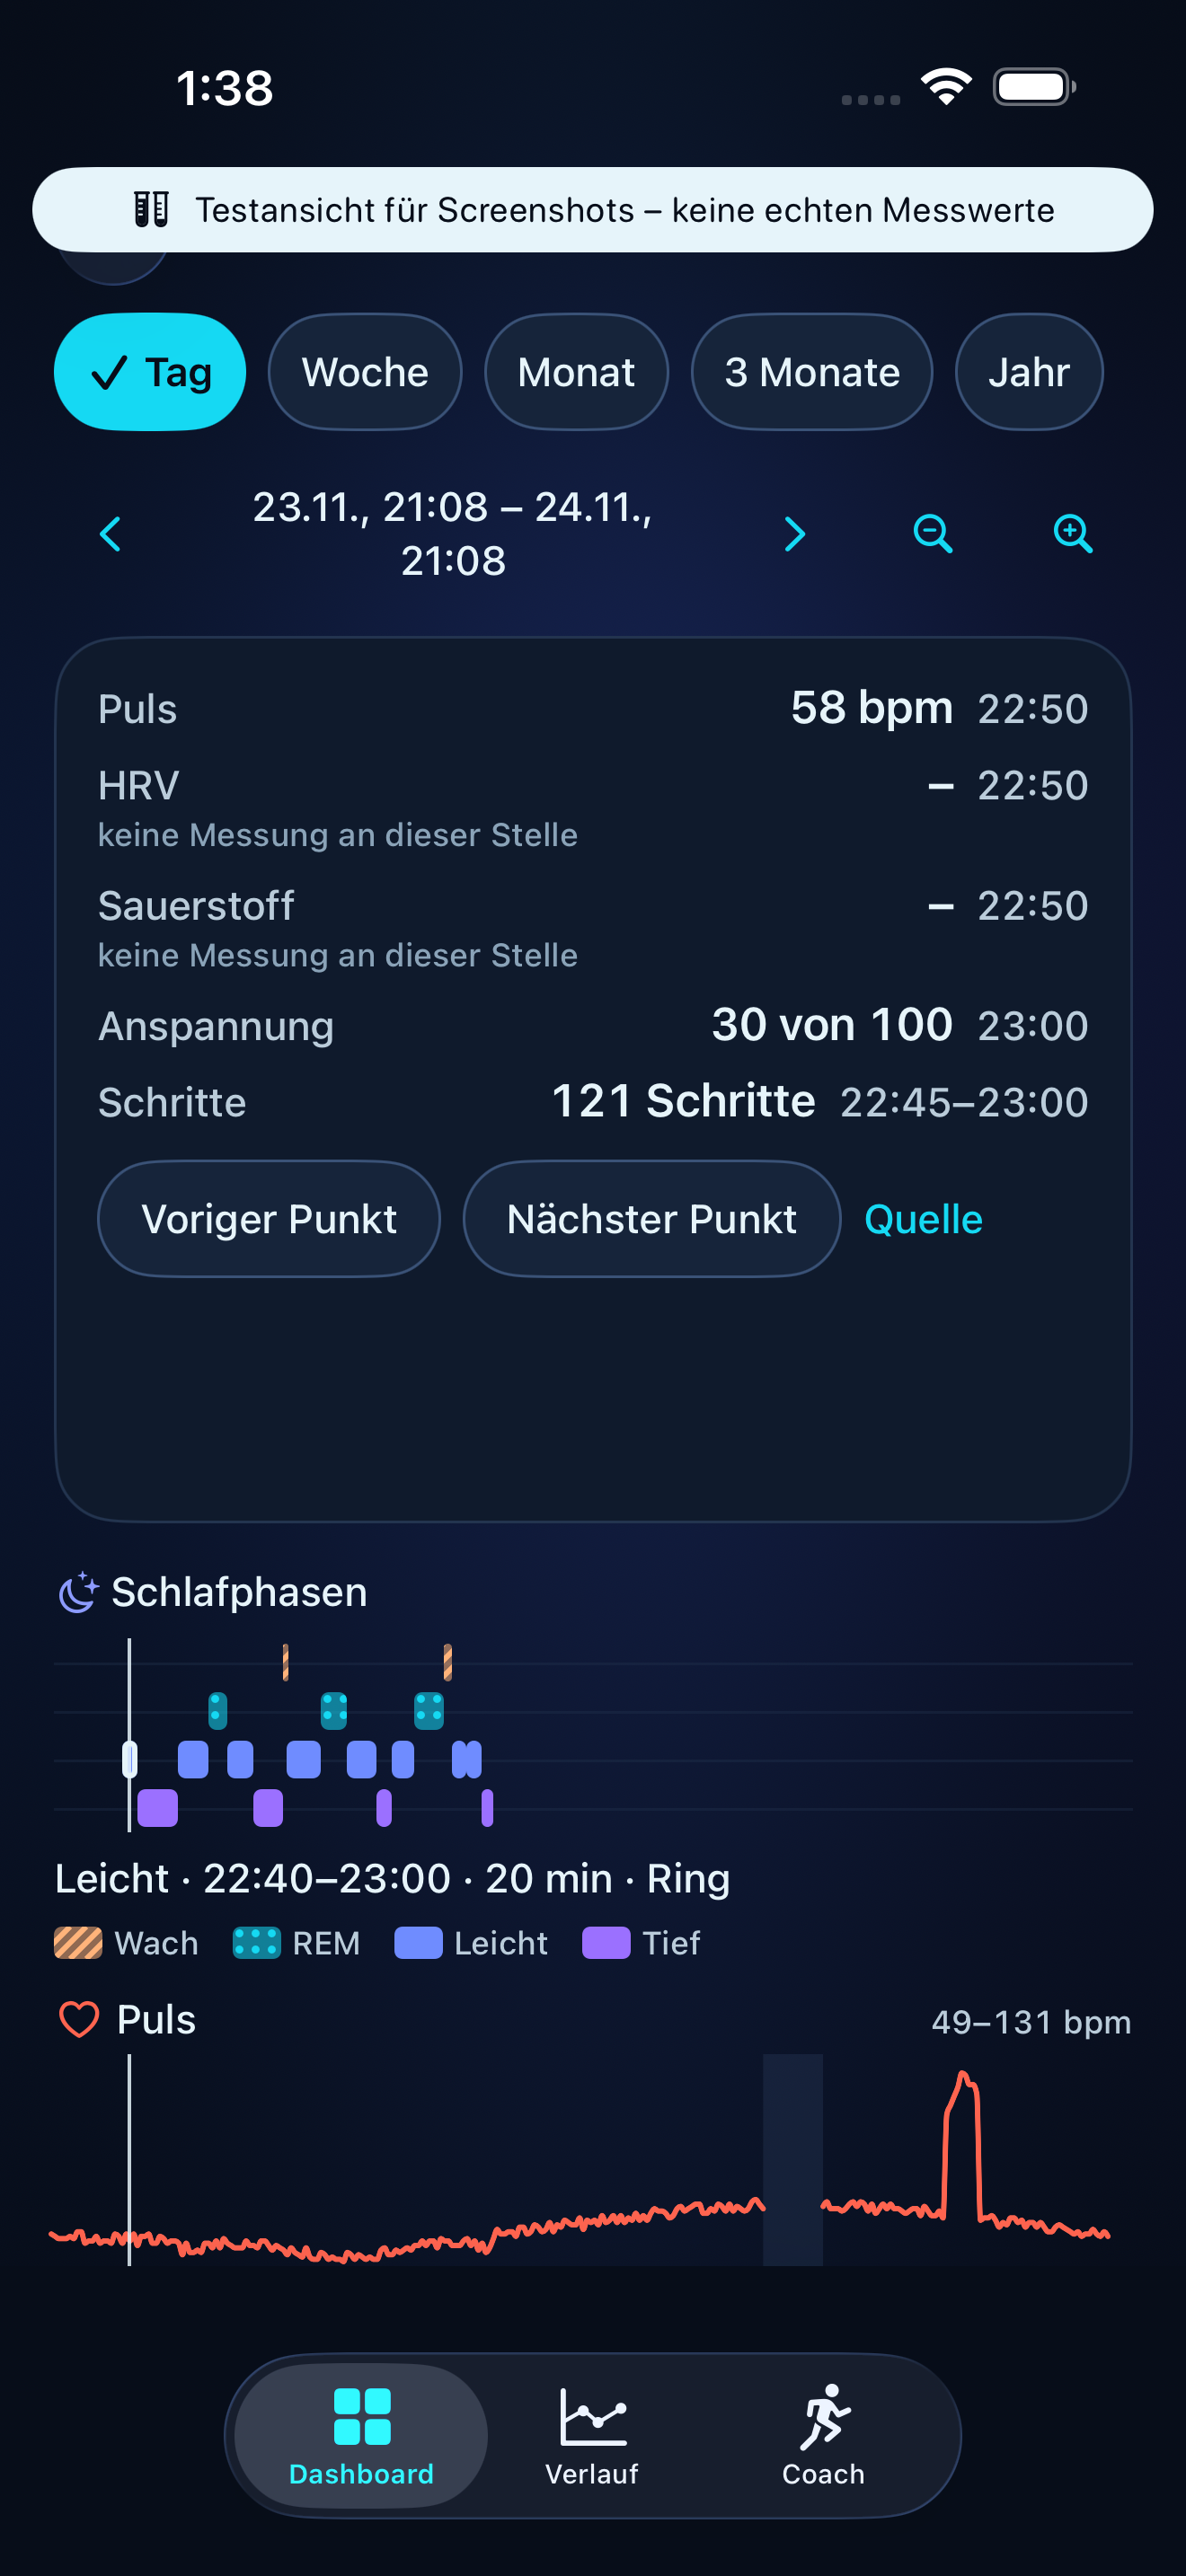 1:38
Testansicht für Screenshots – keine echten Messwerte
Tag
Woche
Monat
3 Monate
Jahr
23.11., 21:08 – 24.11.,
21:08
Puls 58 bpm 22:50
HRV – 22:50
keine Messung an dieser Stelle
Sauerstoff – 22:50
keine Messung an dieser Stelle
Anspannung 30 von 100 23:00
Schritte 121 Schritte 22:45–23:00
Voriger Punkt
Nächster Punkt
Quelle
Schlafphasen
Leicht · 22:40–23:00 · 20 min · Ring
Wach
REM
Leicht
Tief
Puls 49–131 bpm
Dashboard
Verlauf
Coach